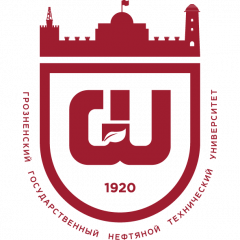 1920
ГРОЗНЕНСКИЙ ГОСУДАРСТВЕННЫЙ НЕФТЯНОЙ ТЕХНИЧЕСКИЙ УНИВЕРСИТЕТ